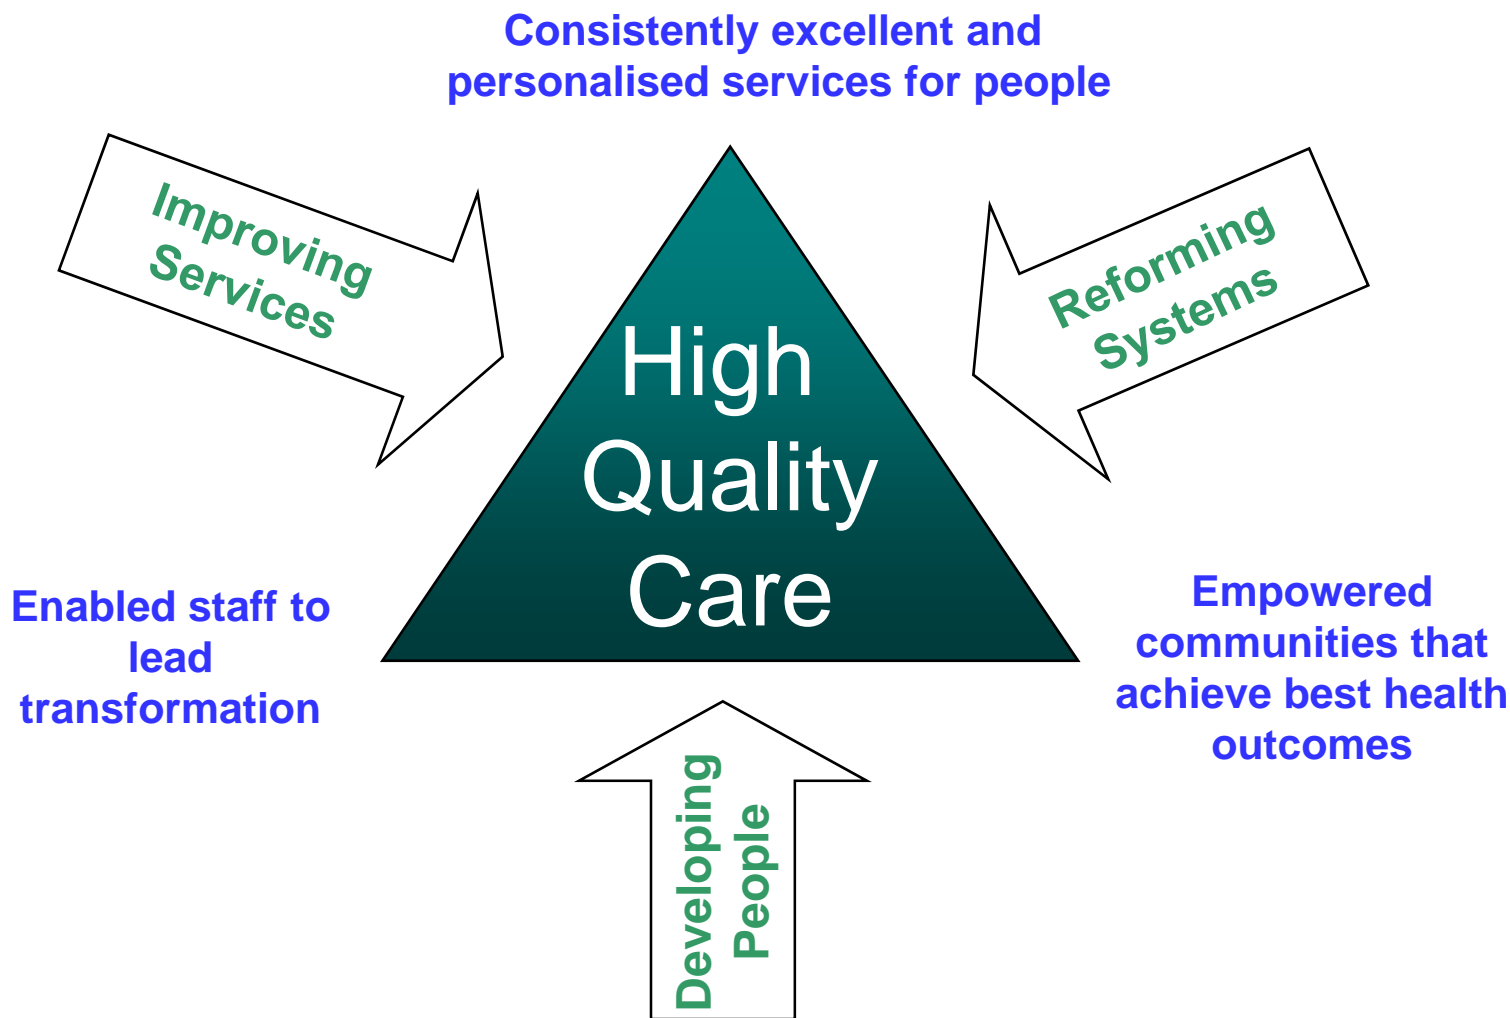 Consistently excellent and
personalised services for people
Improving
Services
Reforming
Systems
High
Quality
Care
Enabled staff to
lead
transformation
Empowered
communities that
achieve best health
outcomes
Developing
People